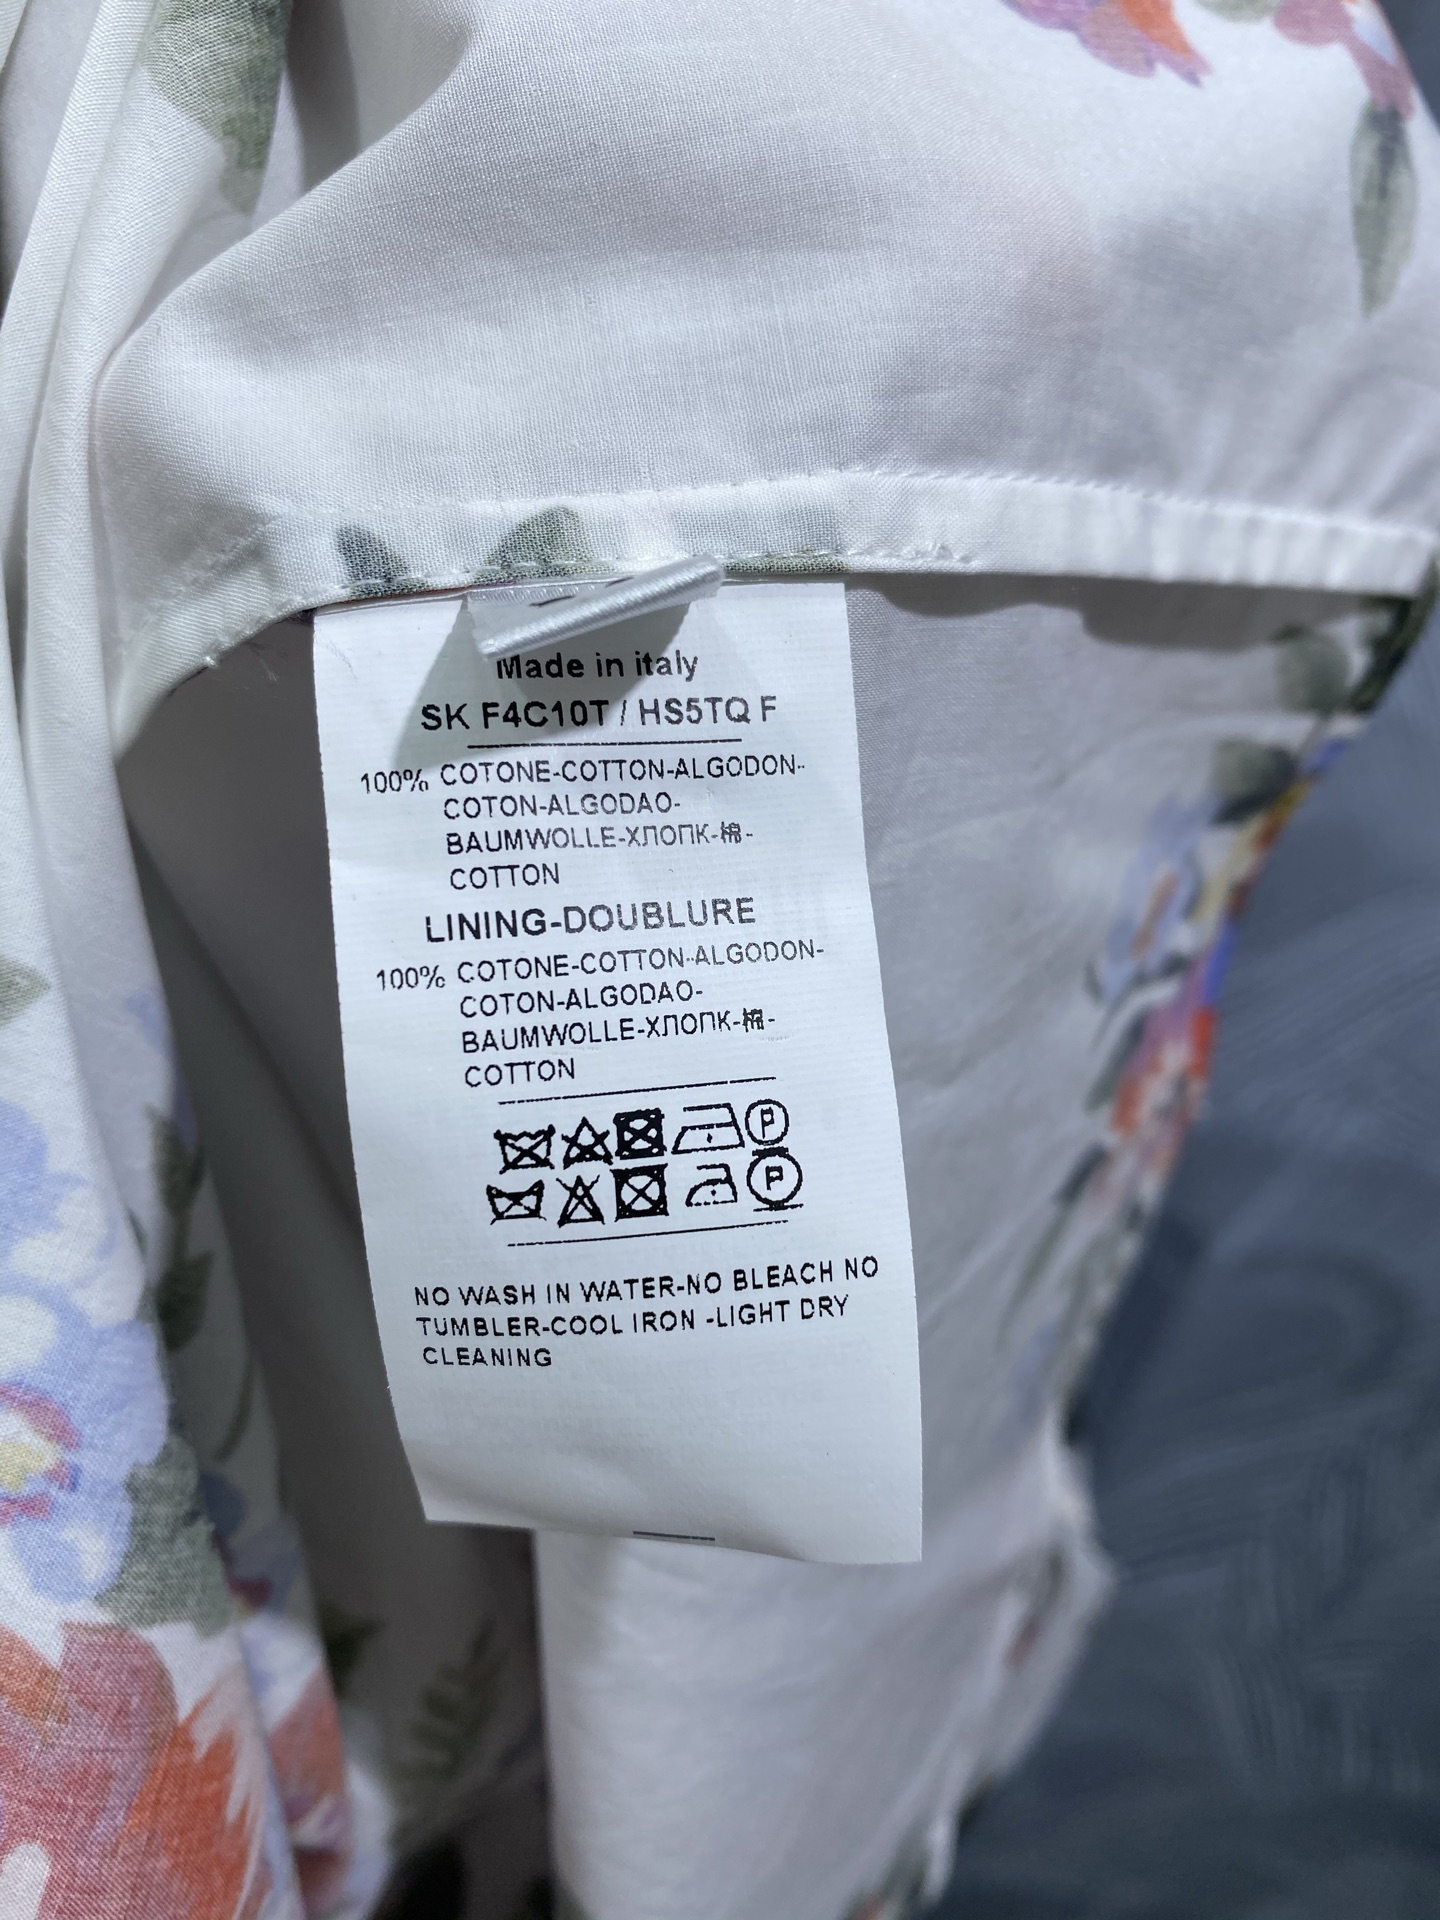 Made in italy
SK F4C10T / HS5TQ F
100% COTONE-COTTON-ALGODON-
COTON-ALGODAO-
BAUMWOLLE-ХЛОПК-棉-
COTTON
LINING-DOUBLURE
100% COTONE-COTTON-ALGODON-
COTON-ALGODAO-
BAUMWOLLE-ХЛОПК-棉-
COTTON
P
P
NO WASH IN WATER-NO BLEACH NO
TUMBLER-COOL IRON -LIGHT DRY
CLEANING